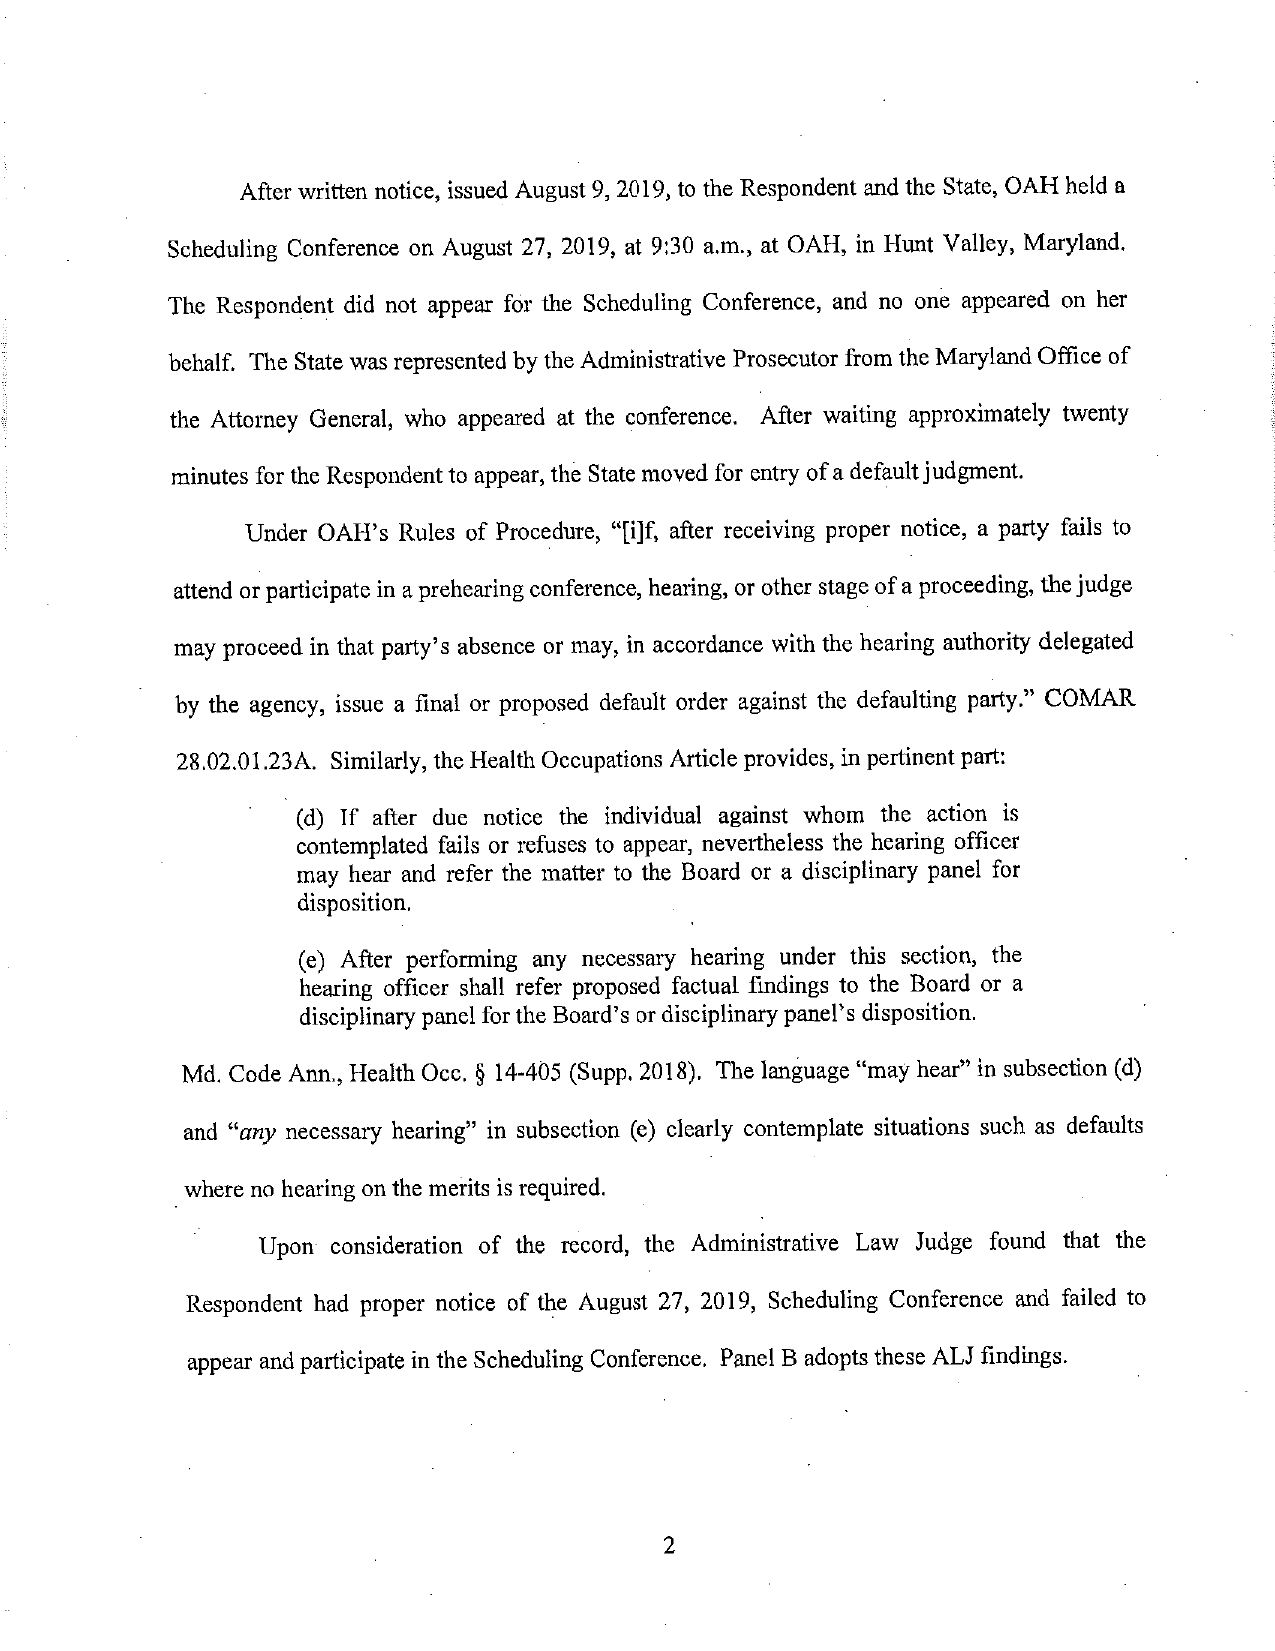 After written notice, issued August 9, 2019, to the Respondent and the State, OAH held a
Scheduling Conference on August 27, 2019, at 9:30 a.m., at OAH, in Hunt Valley, Maryland.
The Respondent did not appear for the Scheduling Conference, and no one appeared on her
behalf. The State was represented by the Administrative Prosecutor from the Maryland Office of
the Attorney General, who appeared at the conference. After waiting approximately twenty
minutes for the Respondent to appear, the State moved for entry of a default judgment.
Under OAH's Rules of Procedure, “[i]f, after receiving proper notice, a party fails to
attend or participate in a prehearing conference, hearing, or other stage of a proceeding, the judge
may proceed in that party's absence or may, in accordance with the hearing authority delegated
by the agency, issue a final or proposed default order against the defaulting party.” COMAR
28.02.01.23A. Similarly, the Health Occupations Article provides, in pertinent part:
(d) If after due notice the individual against whom the action is
contemplated fails or refuses to appear, nevertheless the hearing officer
may hear and refer the matter to the Board or a disciplinary panel for
disposition.
(e) After performing any necessary hearing under this section, the
hearing officer shall refer proposed factual findings to the Board or a
disciplinary panel for the Board's or disciplinary panel's disposition.
Md. Code Ann., Health Occ. § 14-405 (Supp. 2018). The language “may hear” in subsection (d)
and “any necessary hearing” in subsection (e) clearly contemplate situations such as defaults
where no hearing on the merits is required.
Upon consideration of the record, the Administrative Law Judge found that the
Respondent had proper notice of the August 27, 2019, Scheduling Conference and failed to
appear and participate in the Scheduling Conference. Panel B adopts these ALJ findings.
2